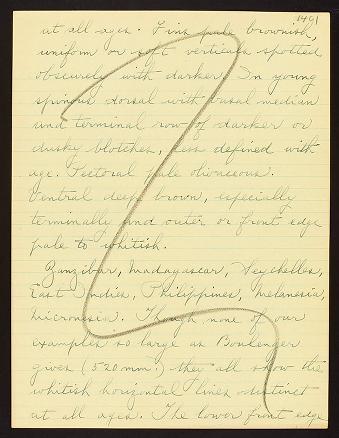 1491
at all ages. Fins pale brownish,
uniform or soft verticals spotted
obscurely with darker. In young
spinous dorsal with basal median
and terminal row of darker or
dusky blotches, less defined with
age. Pectoral pale olivaceous.
Ventral deep brown, especially
terminally and outer or front edge
pale to whitish.
Zanzibar, Madagascar, Seychelles,
East Indies, Philippines, Melanesia,
Micronesia. Though none of our
examples so large as Boulenger
gives (520 mm.) they all show the
whitish horizontal lines distinct
at all ages. The lower front edge